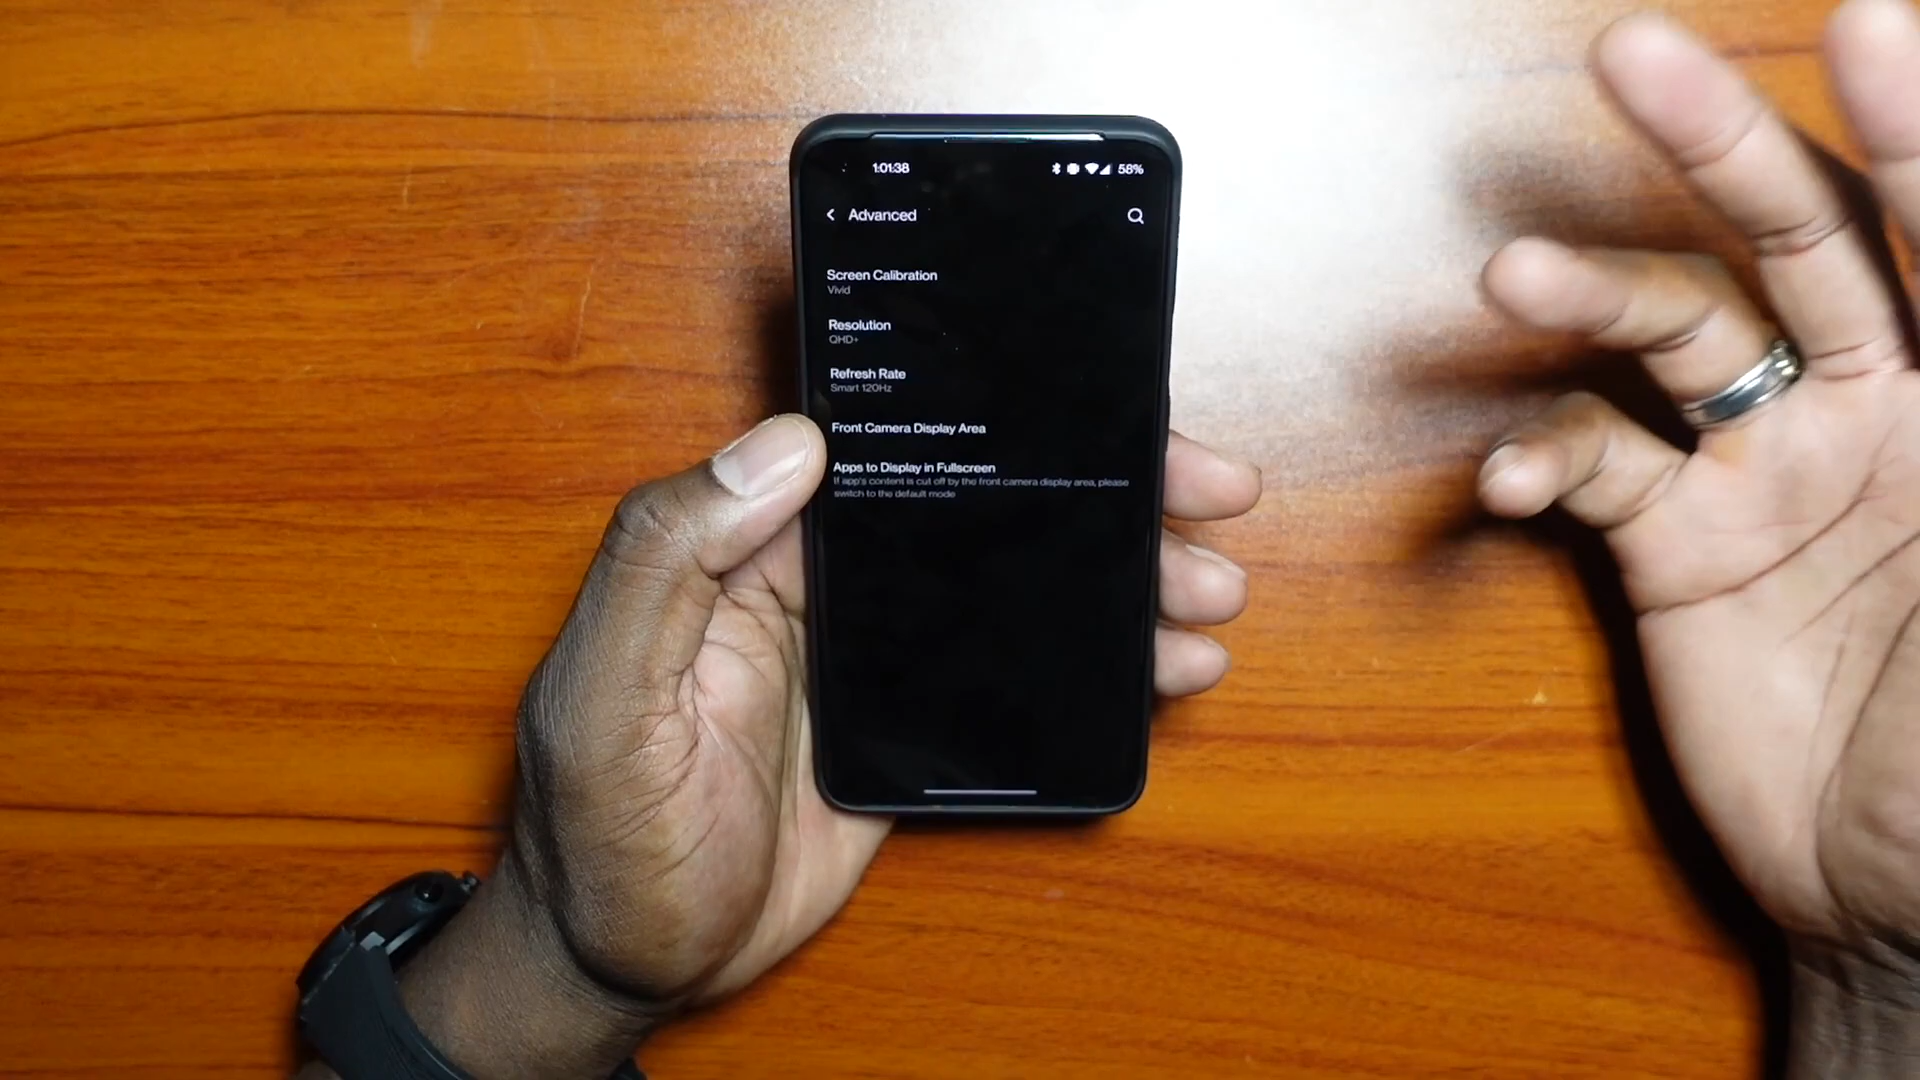 1:01:38 58%
Advanced
Screen Calibration
Vivid
Resolution
QHD+
Refresh Rate
Smart 120Hz
Front Camera Display Area
Apps to Display in Fullscreen
If app's content is cut off by the front camera display area, please
switch to the default mode